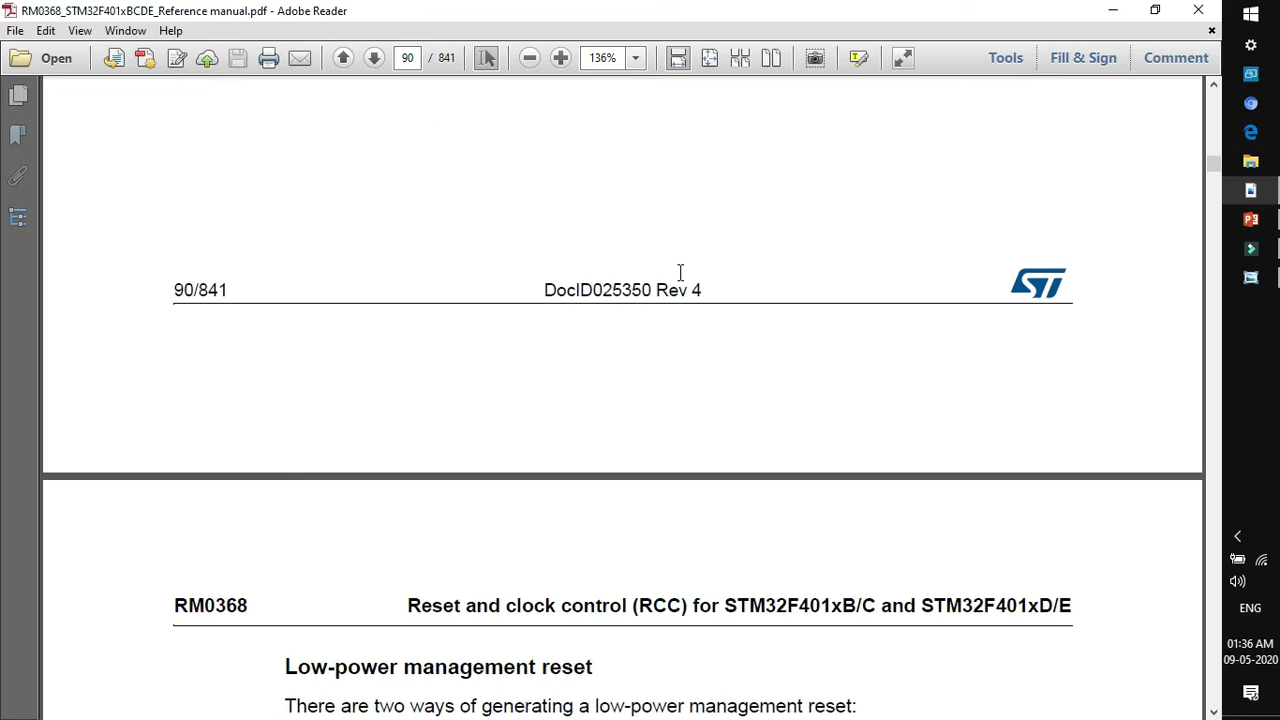 RM0368_STM32F401xBCDE_Reference manual.pdf - Adobe Reader
File Edit View Window Help
Open 90 / 841 136% Tools Fill & Sign Comment
90/841 DocID025350 Rev 4 ST
RM0368 Reset and clock control (RCC) for STM32F401xB/C and STM32F401xD/E
Low-power management reset
There are two ways of generating a low-power management reset:
ENG
01:36 AM
09-05-2020